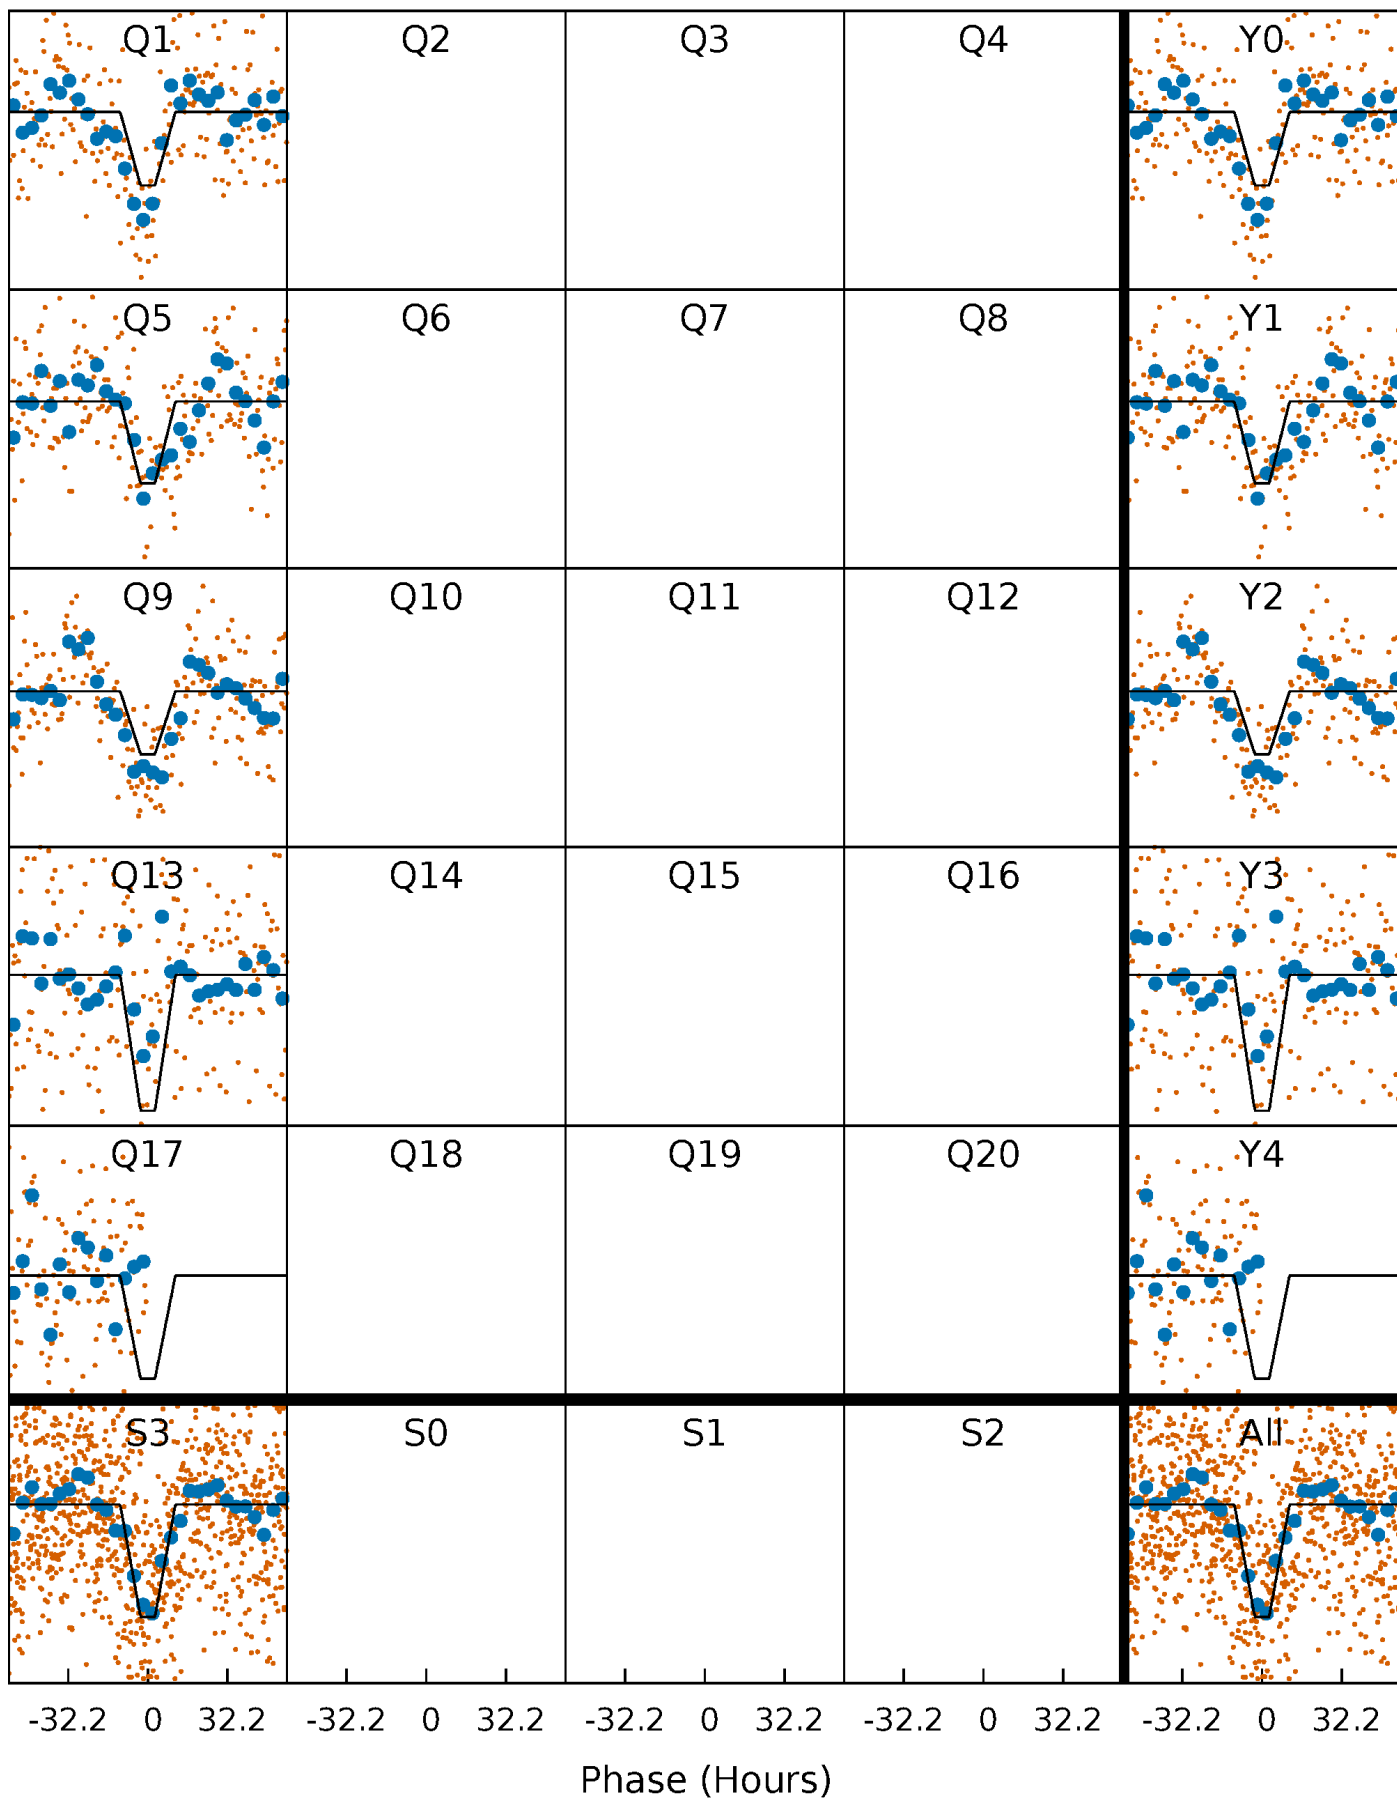 Q1 Q2 Q3 Q4 Y0
Q5 Q6 Q7 Q8 Y1
Q9 Q10 Q11 Q12 Y2
Q13 Q14 Q15 Q16 Y3
Q17 Q18 Q19 Q20 Y4
S3 S0 S1 S2 All
-32.2 0 32.2 -32.2 0 32.2 -32.2 0 32.2 -32.2 0 32.2 -32.2 0 32.2
Phase (Hours)